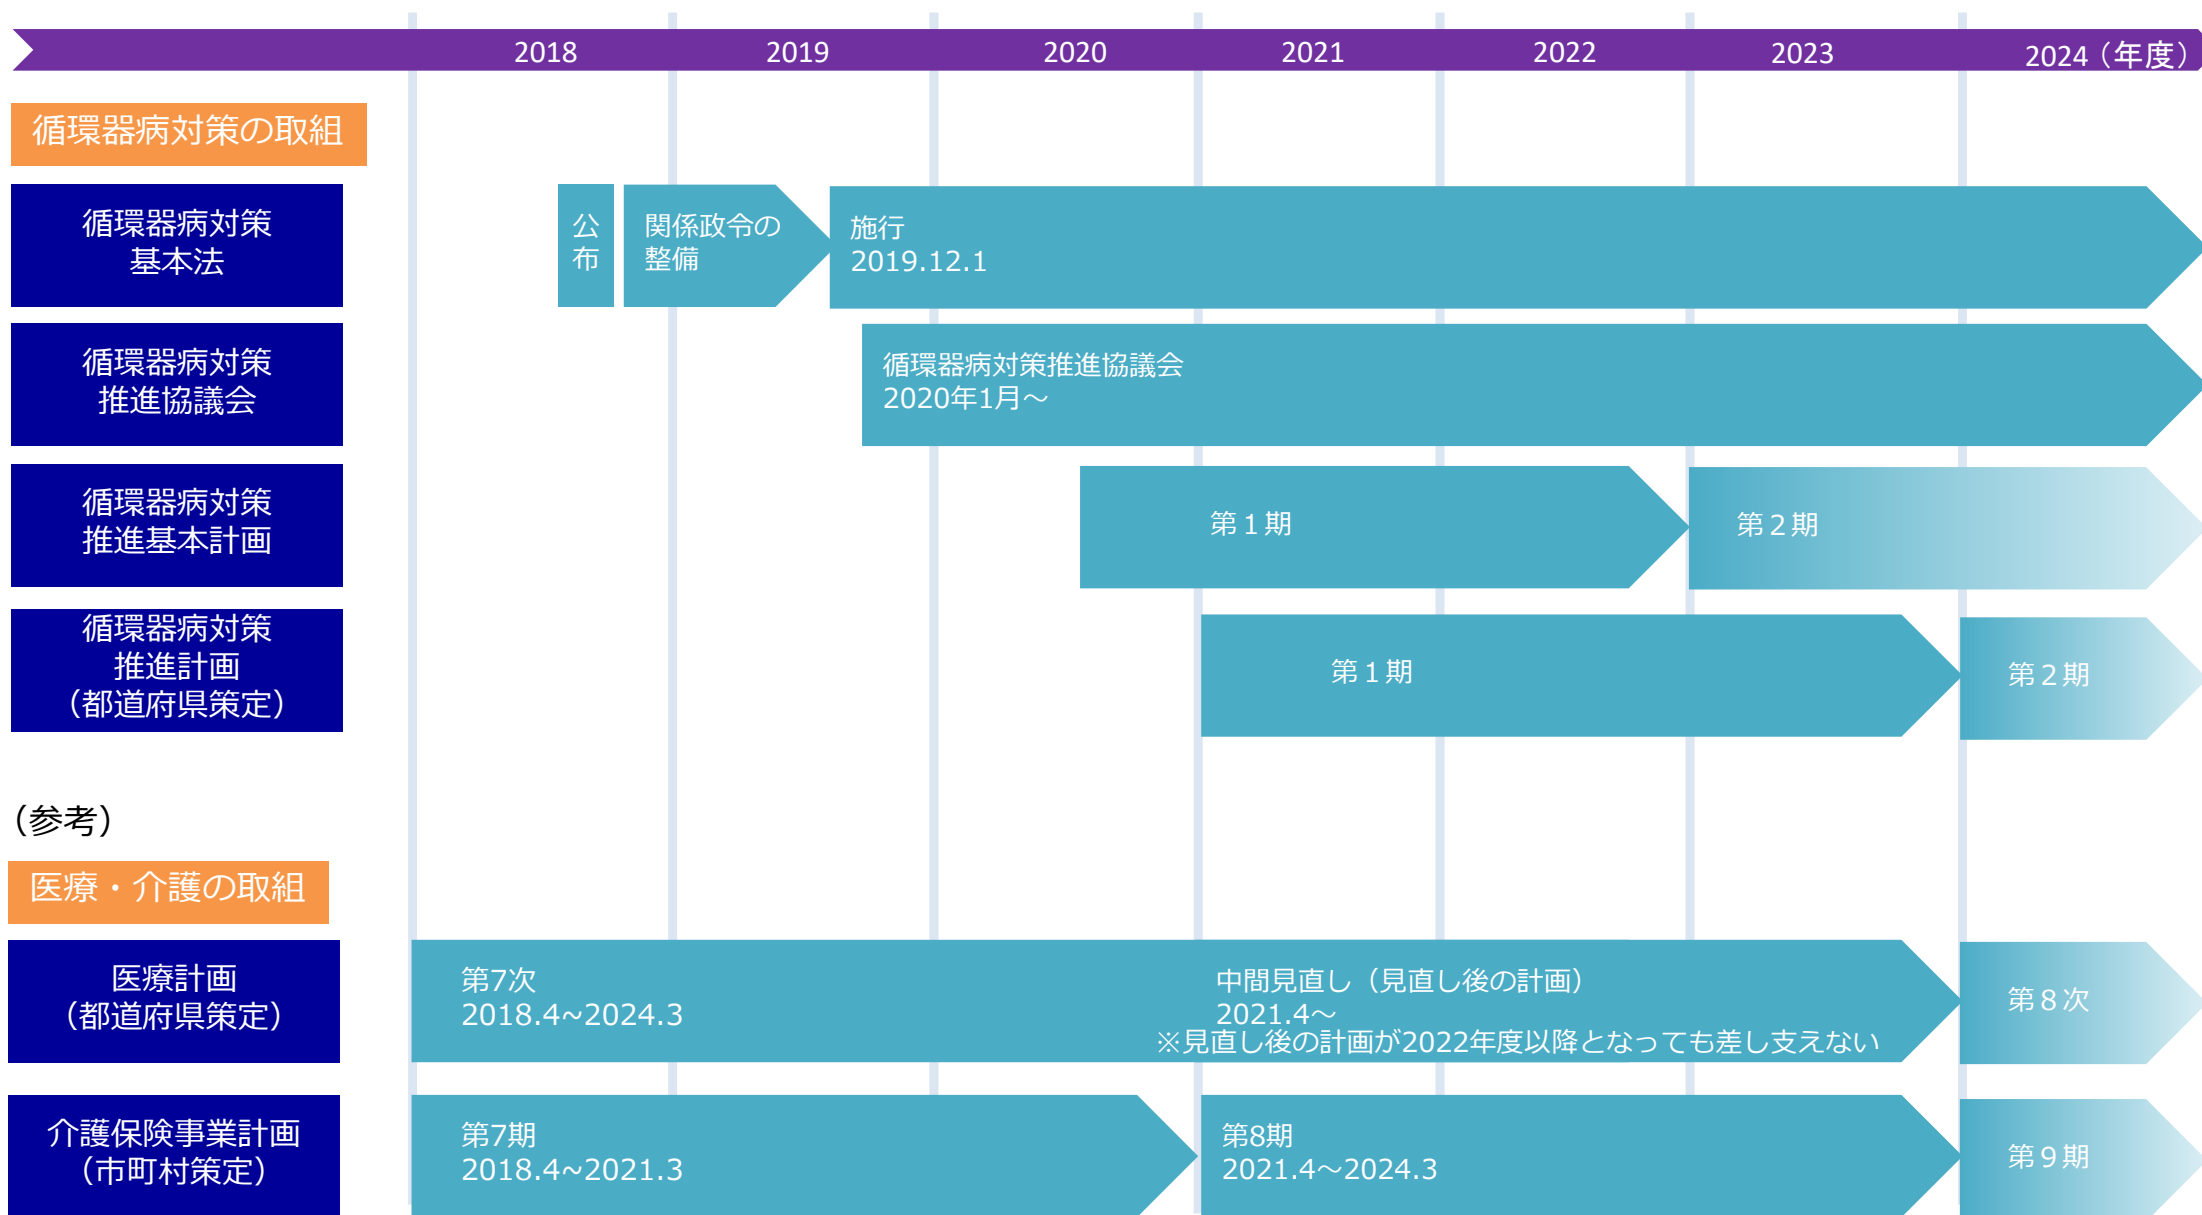 2018 2019 2020 2021 2022 2023 2024（年度）
循環器病対策の取組
循環器病対策
基本法
公
布
関係政令の
整備
施行
2019.12.1
循環器病対策
推進協議会
循環器病対策推進協議会
2020年1月～
循環器病対策
推進基本計画
第１期
第２期
循環器病対策
推進計画
（都道府県策定）
第１期
第２期
（参考）
医療・介護の取組
医療計画
（都道府県策定）
第7次
2018.4~2024.3
中間見直し（見直し後の計画）
2021.4～
※見直し後の計画が2022年度以降となっても差し支えない
第８次
介護保険事業計画
（市町村策定）
第7期
2018.4~2021.3
第8期
2021.4～2024.3
第９期